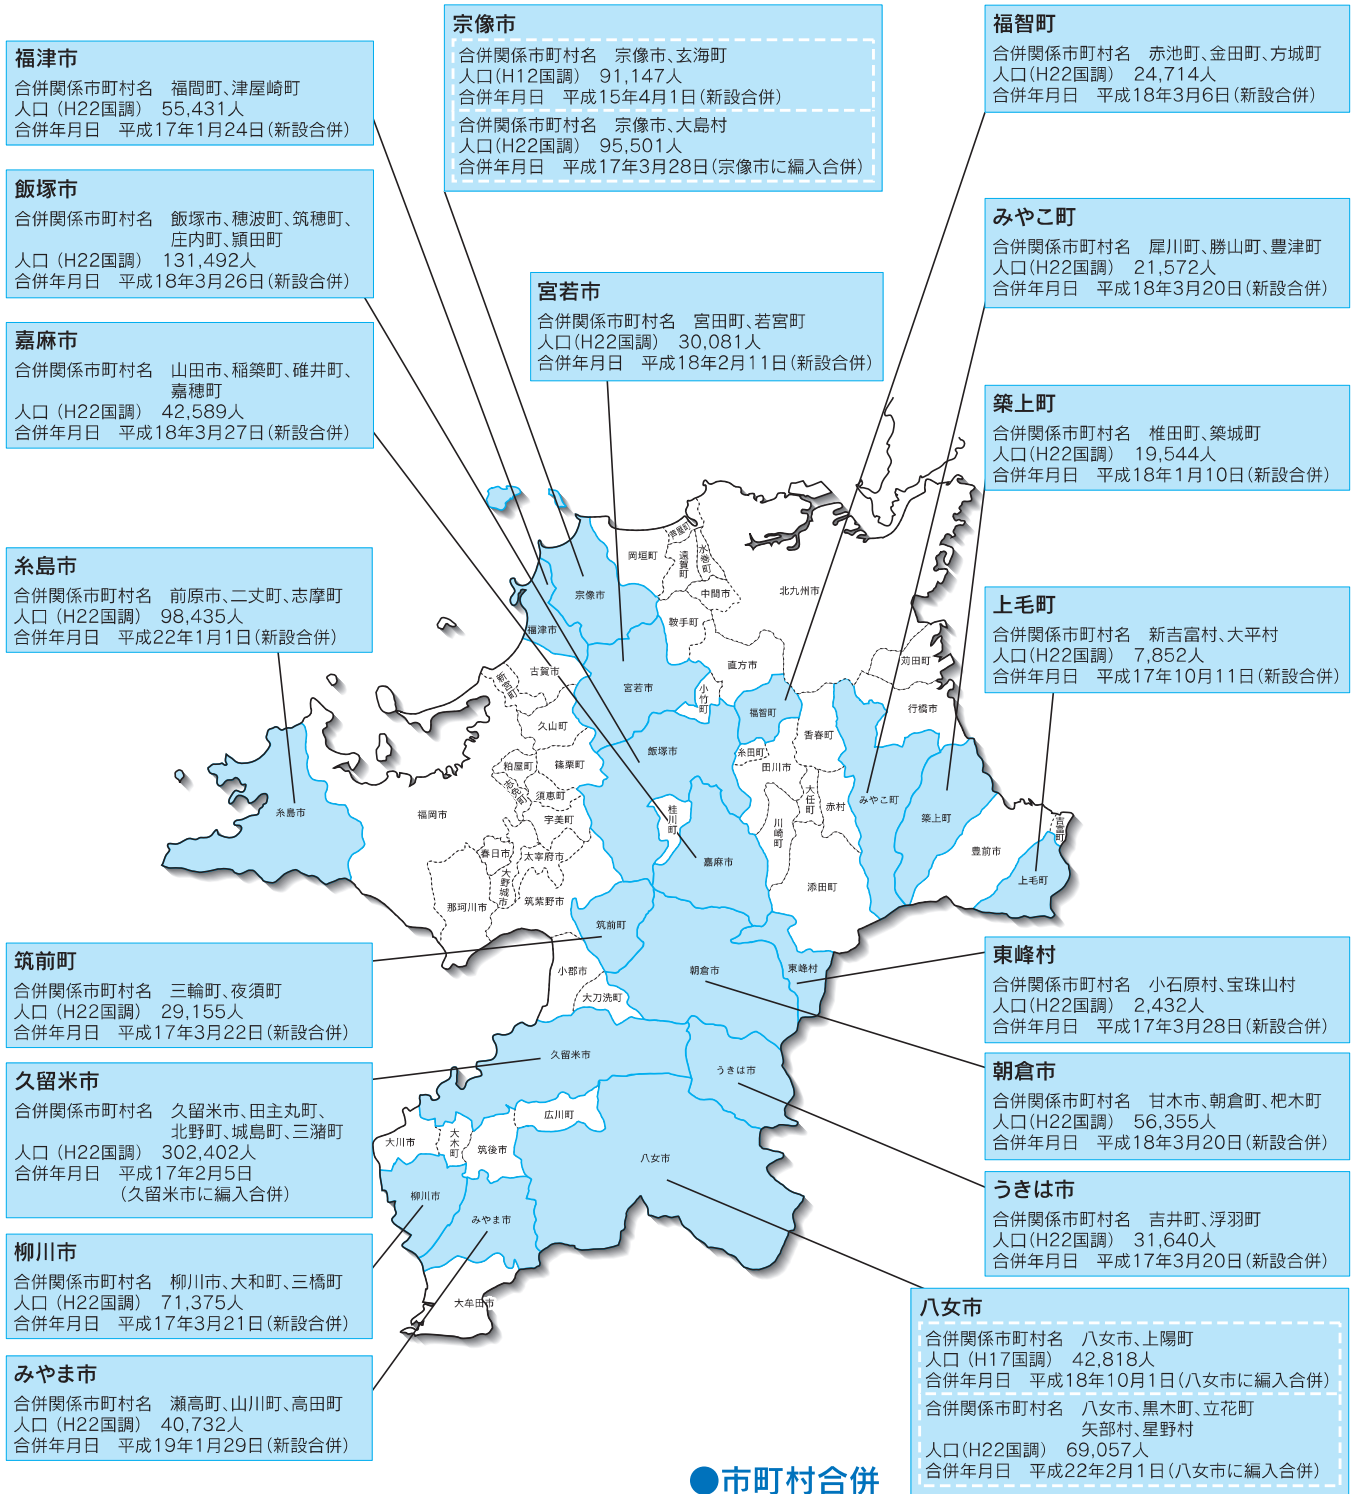 福津市
合併関係市町村名 福間町、津屋崎町
人口（H22国調） 55,431人
合併年月日 平成17年1月24日（新設合併）
飯塚市
合併関係市町村名 飯塚市、穂波町、筑穂町、
庄内町、頴田町
人口（H22国調） 131,492人
合併年月日 平成18年3月26日（新設合併）
嘉麻市
合併関係市町村名 山田市、稲築町、碓井町、
嘉穂町
人口（H22国調） 42,589人
合併年月日 平成18年3月27日（新設合併）
糸島市
合併関係市町村名 前原市、二丈町、志摩町
人口（H22国調） 98,435人
合併年月日 平成22年1月1日（新設合併）
宗像市
合併関係市町村名 宗像市、玄海町
人口（H12国調） 91,147人
合併年月日 平成15年4月1日（新設合併）
合併関係市町村名 宗像市、大島村
人口（H22国調） 95,501人
合併年月日 平成17年3月28日（宗像市に編入合併）
宮若市
合併関係市町村名 宮田町、若宮町
人口（H22国調） 30,081人
合併年月日 平成18年2月11日（新設合併）
福智町
合併関係市町村名 赤池町、金田町、方城町
人口（H22国調） 24,714人
合併年月日 平成18年3月6日（新設合併）
みやこ町
合併関係市町村名 犀川町、勝山町、豊津町
人口（H22国調） 21,572人
合併年月日 平成18年3月20日（新設合併）
築上町
合併関係市町村名 椎田町、築城町
人口（H22国調） 19,544人
合併年月日 平成18年1月10日（新設合併）
上毛町
合併関係市町村名 新吉富村、大平村
人口（H22国調） 7,852人
合併年月日 平成17年10月11日（新設合併）
芦屋町
岡垣町
遠賀町
水巻町
北九州市
中間市
宗像市
鞍手町
福津市
苅田町
直方市
古賀市
新宮町
宮若市
小竹町
福智町
行橋市
久山町
香春町
飯塚市
糸田町
粕屋町
篠栗町
田川市
志免町
須恵町
大任町
みやこ町
赤村
糸島市
福岡市
宇美町
桂川町
川崎町
築上町
吉富町
春日市
太宰府市
嘉麻市
豊前市
上毛町
大野城市
添田町
那珂川市
筑紫野市
筑前町
小郡市
朝倉市
東峰村
大刀洗町
久留米市
うきは市
広川町
大川市
大木町
筑後市
八女市
柳川市
みやま市
大牟田市
筑前町
合併関係市町村名 三輪町、夜須町
人口（H22国調） 29,155人
合併年月日 平成17年3月22日（新設合併）
久留米市
合併関係市町村名 久留米市、田主丸町、
北野町、城島町、三潴町
人口（H22国調） 302,402人
合併年月日 平成17年2月5日
（久留米市に編入合併）
柳川市
合併関係市町村名 柳川市、大和町、三橋町
人口（H22国調） 71,375人
合併年月日 平成17年3月21日（新設合併）
みやま市
合併関係市町村名 瀬高町、山川町、高田町
人口（H22国調） 40,732人
合併年月日 平成19年1月29日（新設合併）
東峰村
合併関係市町村名 小石原村、宝珠山村
人口（H22国調） 2,432人
合併年月日 平成17年3月28日（新設合併）
朝倉市
合併関係市町村名 甘木市、朝倉町、杷木町
人口（H22国調） 56,355人
合併年月日 平成18年3月20日（新設合併）
うきは市
合併関係市町村名 吉井町、浮羽町
人口（H22国調） 31,640人
合併年月日 平成17年3月20日（新設合併）
八女市
合併関係市町村名 八女市、上陽町
人口（H17国調） 42,818人
合併年月日 平成18年10月1日（八女市に編入合併）
合併関係市町村名 八女市、黒木町、立花町
矢部村、星野村
人口（H22国調） 69,057人
合併年月日 平成22年2月1日（八女市に編入合併）
●市町村合併